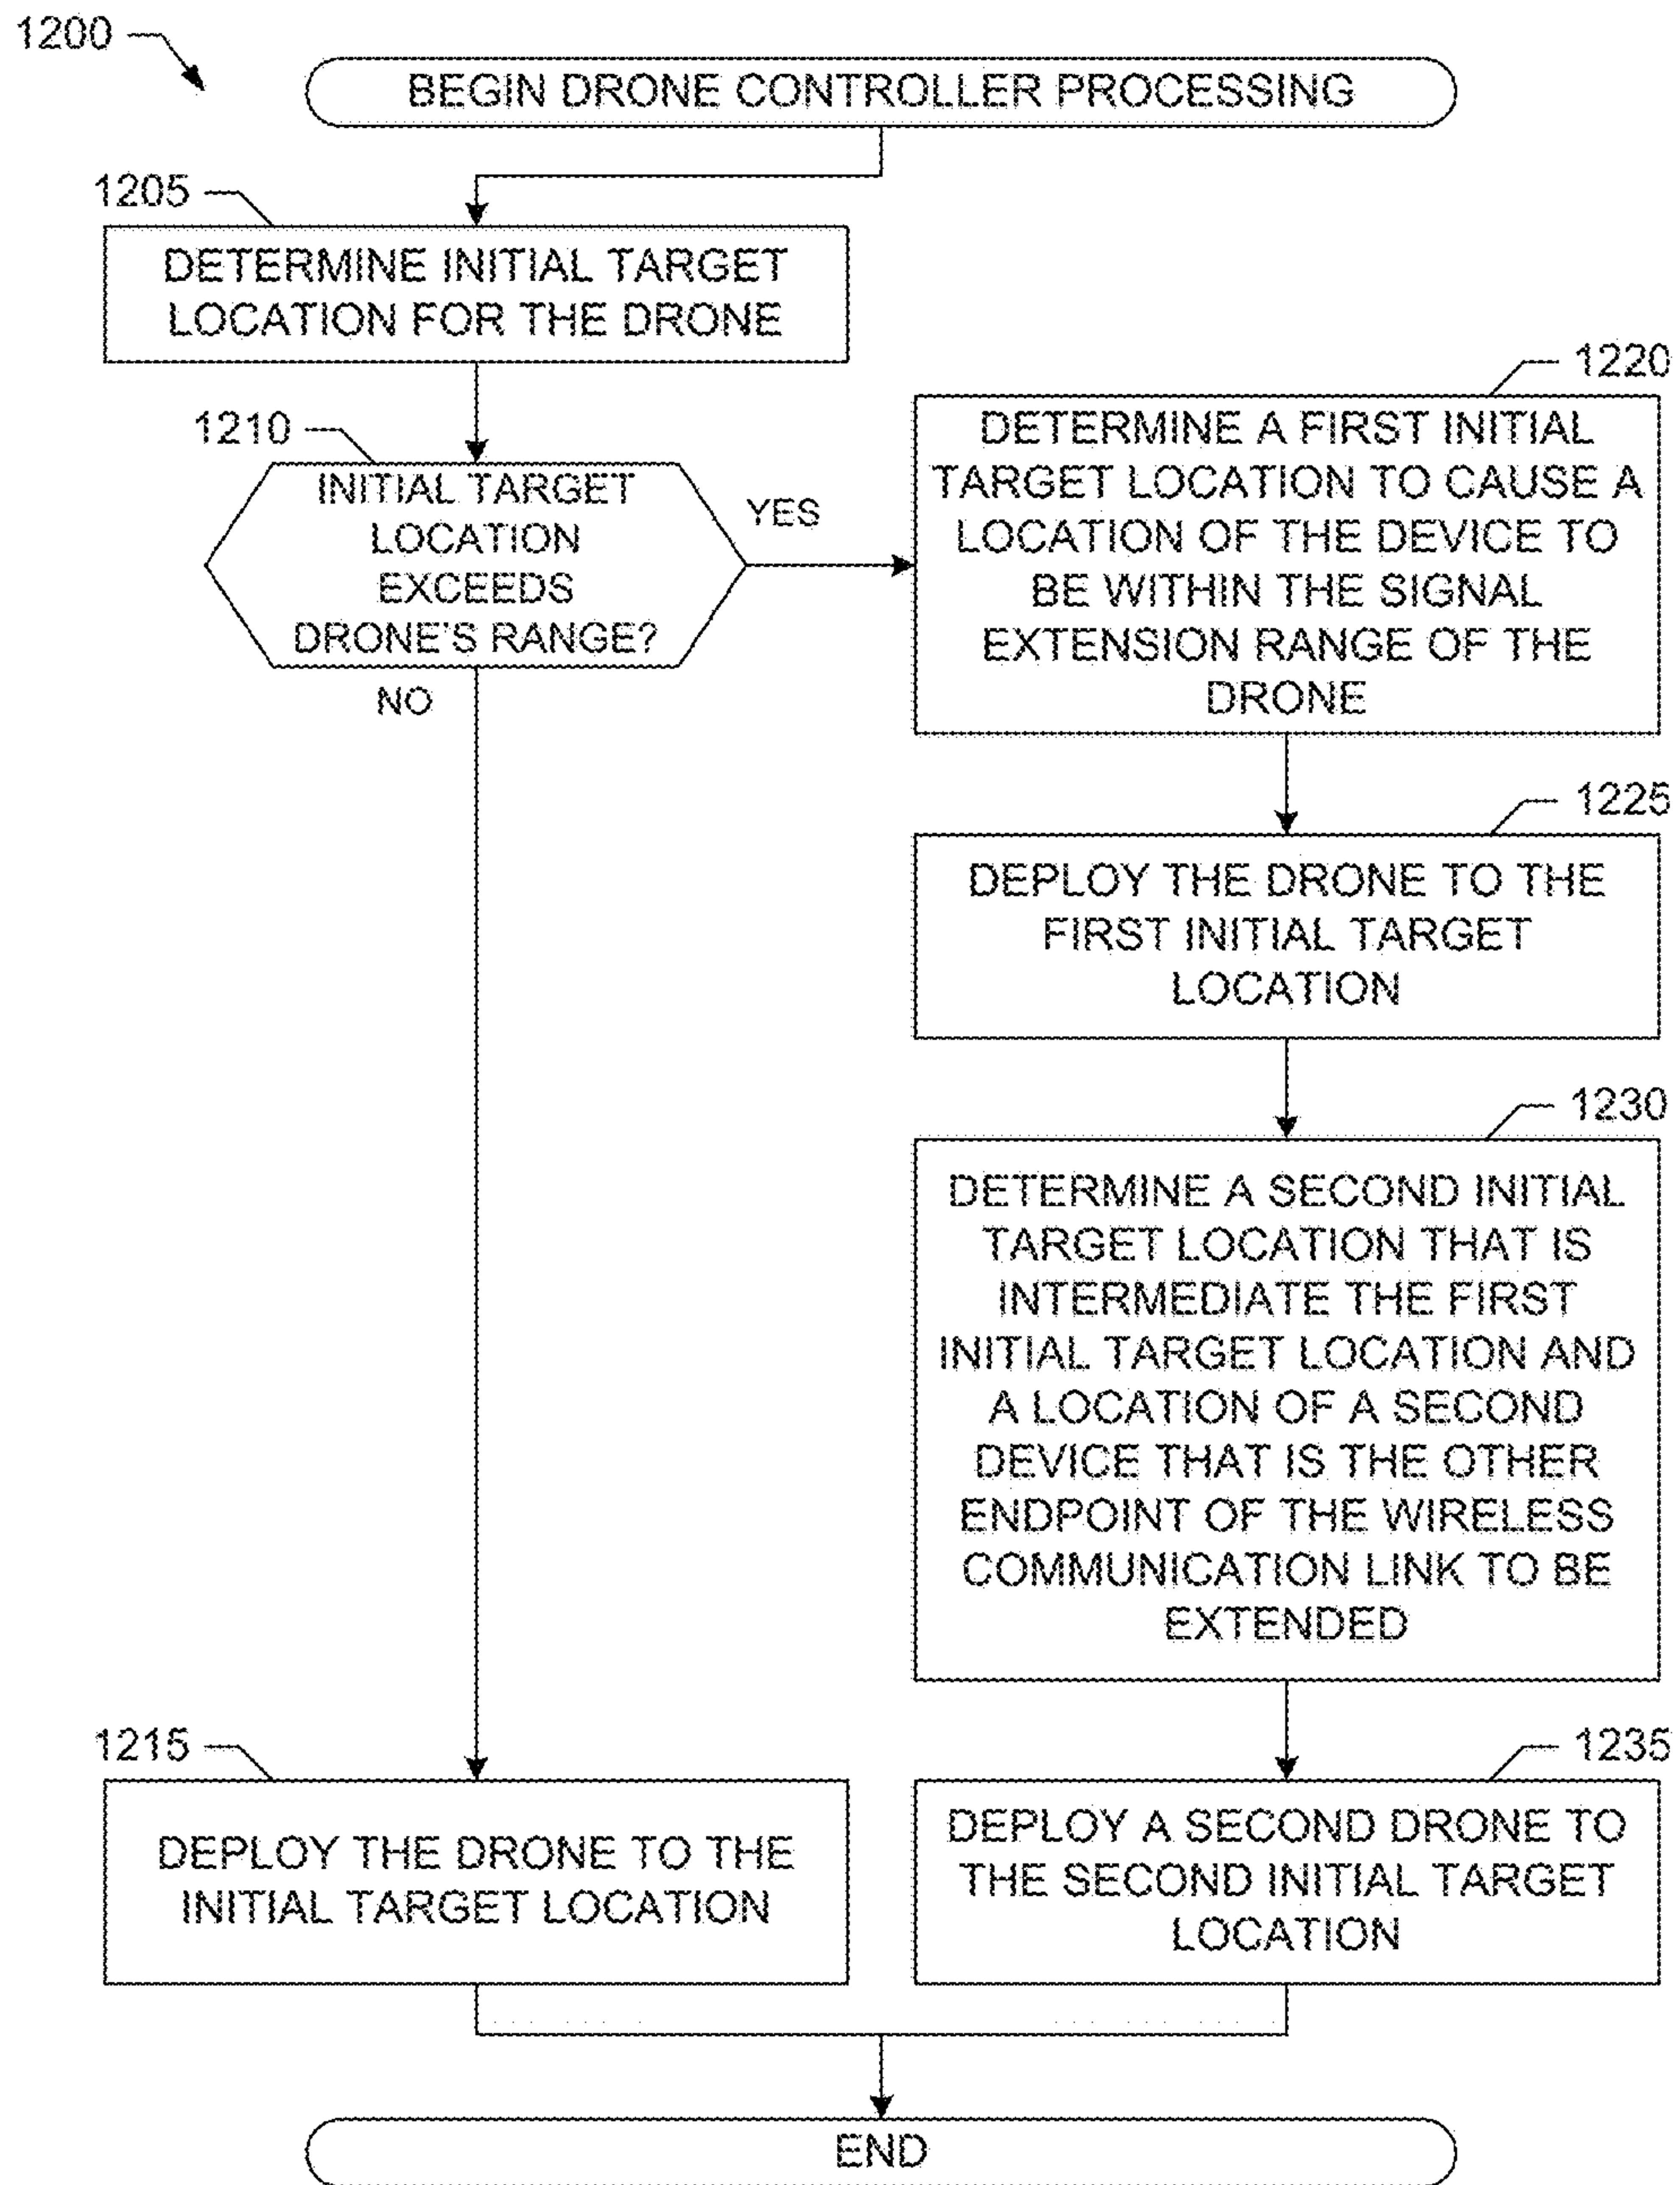 1200
BEGIN DRONE CONTROLLER PROCESSING
1205
DETERMINE INITIAL TARGET
LOCATION FOR THE DRONE
1210
INITIAL TARGET
LOCATION
EXCEEDS
DRONE'S RANGE?
YES
NO
1220
DETERMINE A FIRST INITIAL
TARGET LOCATION TO CAUSE A
LOCATION OF THE DEVICE TO
BE WITHIN THE SIGNAL
EXTENSION RANGE OF THE
DRONE
1225
DEPLOY THE DRONE TO THE
FIRST INITIAL TARGET
LOCATION
1230
DETERMINE A SECOND INITIAL
TARGET LOCATION THAT IS
INTERMEDIATE THE FIRST
INITIAL TARGET LOCATION AND
A LOCATION OF A SECOND
DEVICE THAT IS THE OTHER
ENDPOINT OF THE WIRELESS
COMMUNICATION LINK TO BE
EXTENDED
1215
DEPLOY THE DRONE TO THE
INITIAL TARGET LOCATION
1235
DEPLOY A SECOND DRONE TO
THE SECOND INITIAL TARGET
LOCATION
END